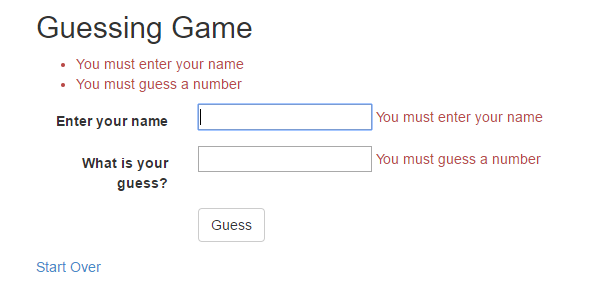 Guessing Game
You must enter your name
You must guess a number
Enter your name You must enter your name
What is your You must guess a number
guess?
Guess
Start Over